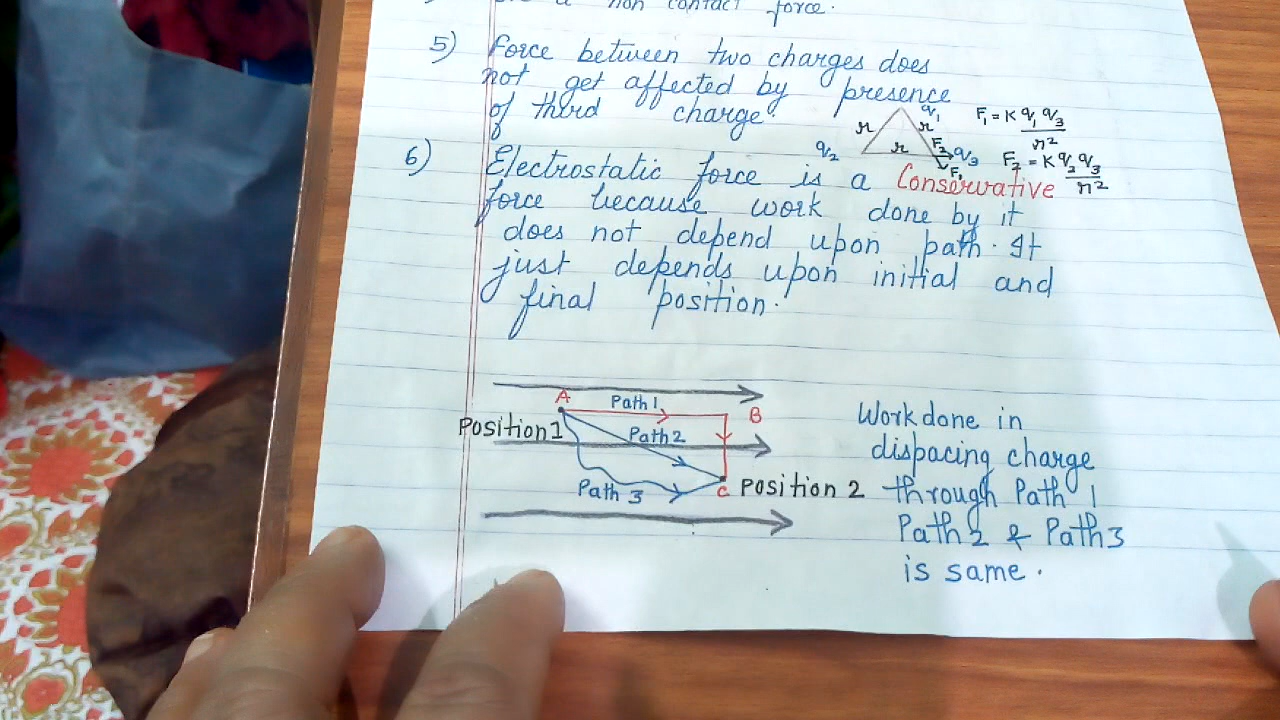 a non contact force.
5) Force between two charges does
not get affected by presence
of third charge.
q1
r r
r
q2
F2 q3
F1
F1 = K q1 q3
r2
F2 = K q2 q3
r2
6) Electrostatic force is a Conservative
force because work done by it
does not depend upon path. It
just depends upon initial and
final position.
A Path 1 B
Position 1
Path 2
Path 3
C Position 2
Work done in
dispacing charge
through Path 1
Path 2 & Path 3
is same.